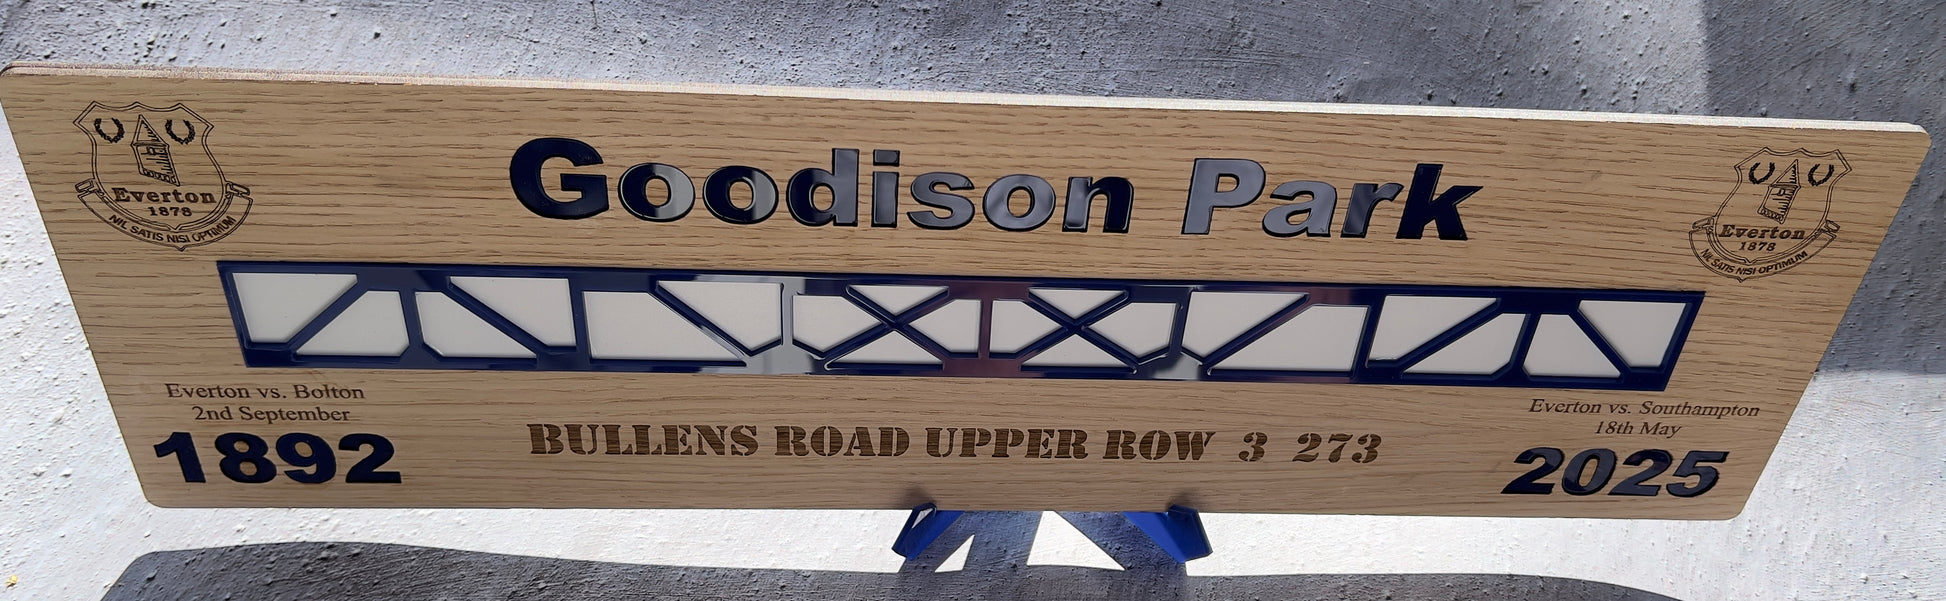 Goodison Park
Everton
1878
NIL SATIS NISI OPTIMUM
Everton
1878
NIL SATIS NISI OPTIMUM
Everton vs. Bolton
2nd September
1892
BULLENS ROAD UPPER ROW 3 273
Everton vs. Southampton
18th May
2025